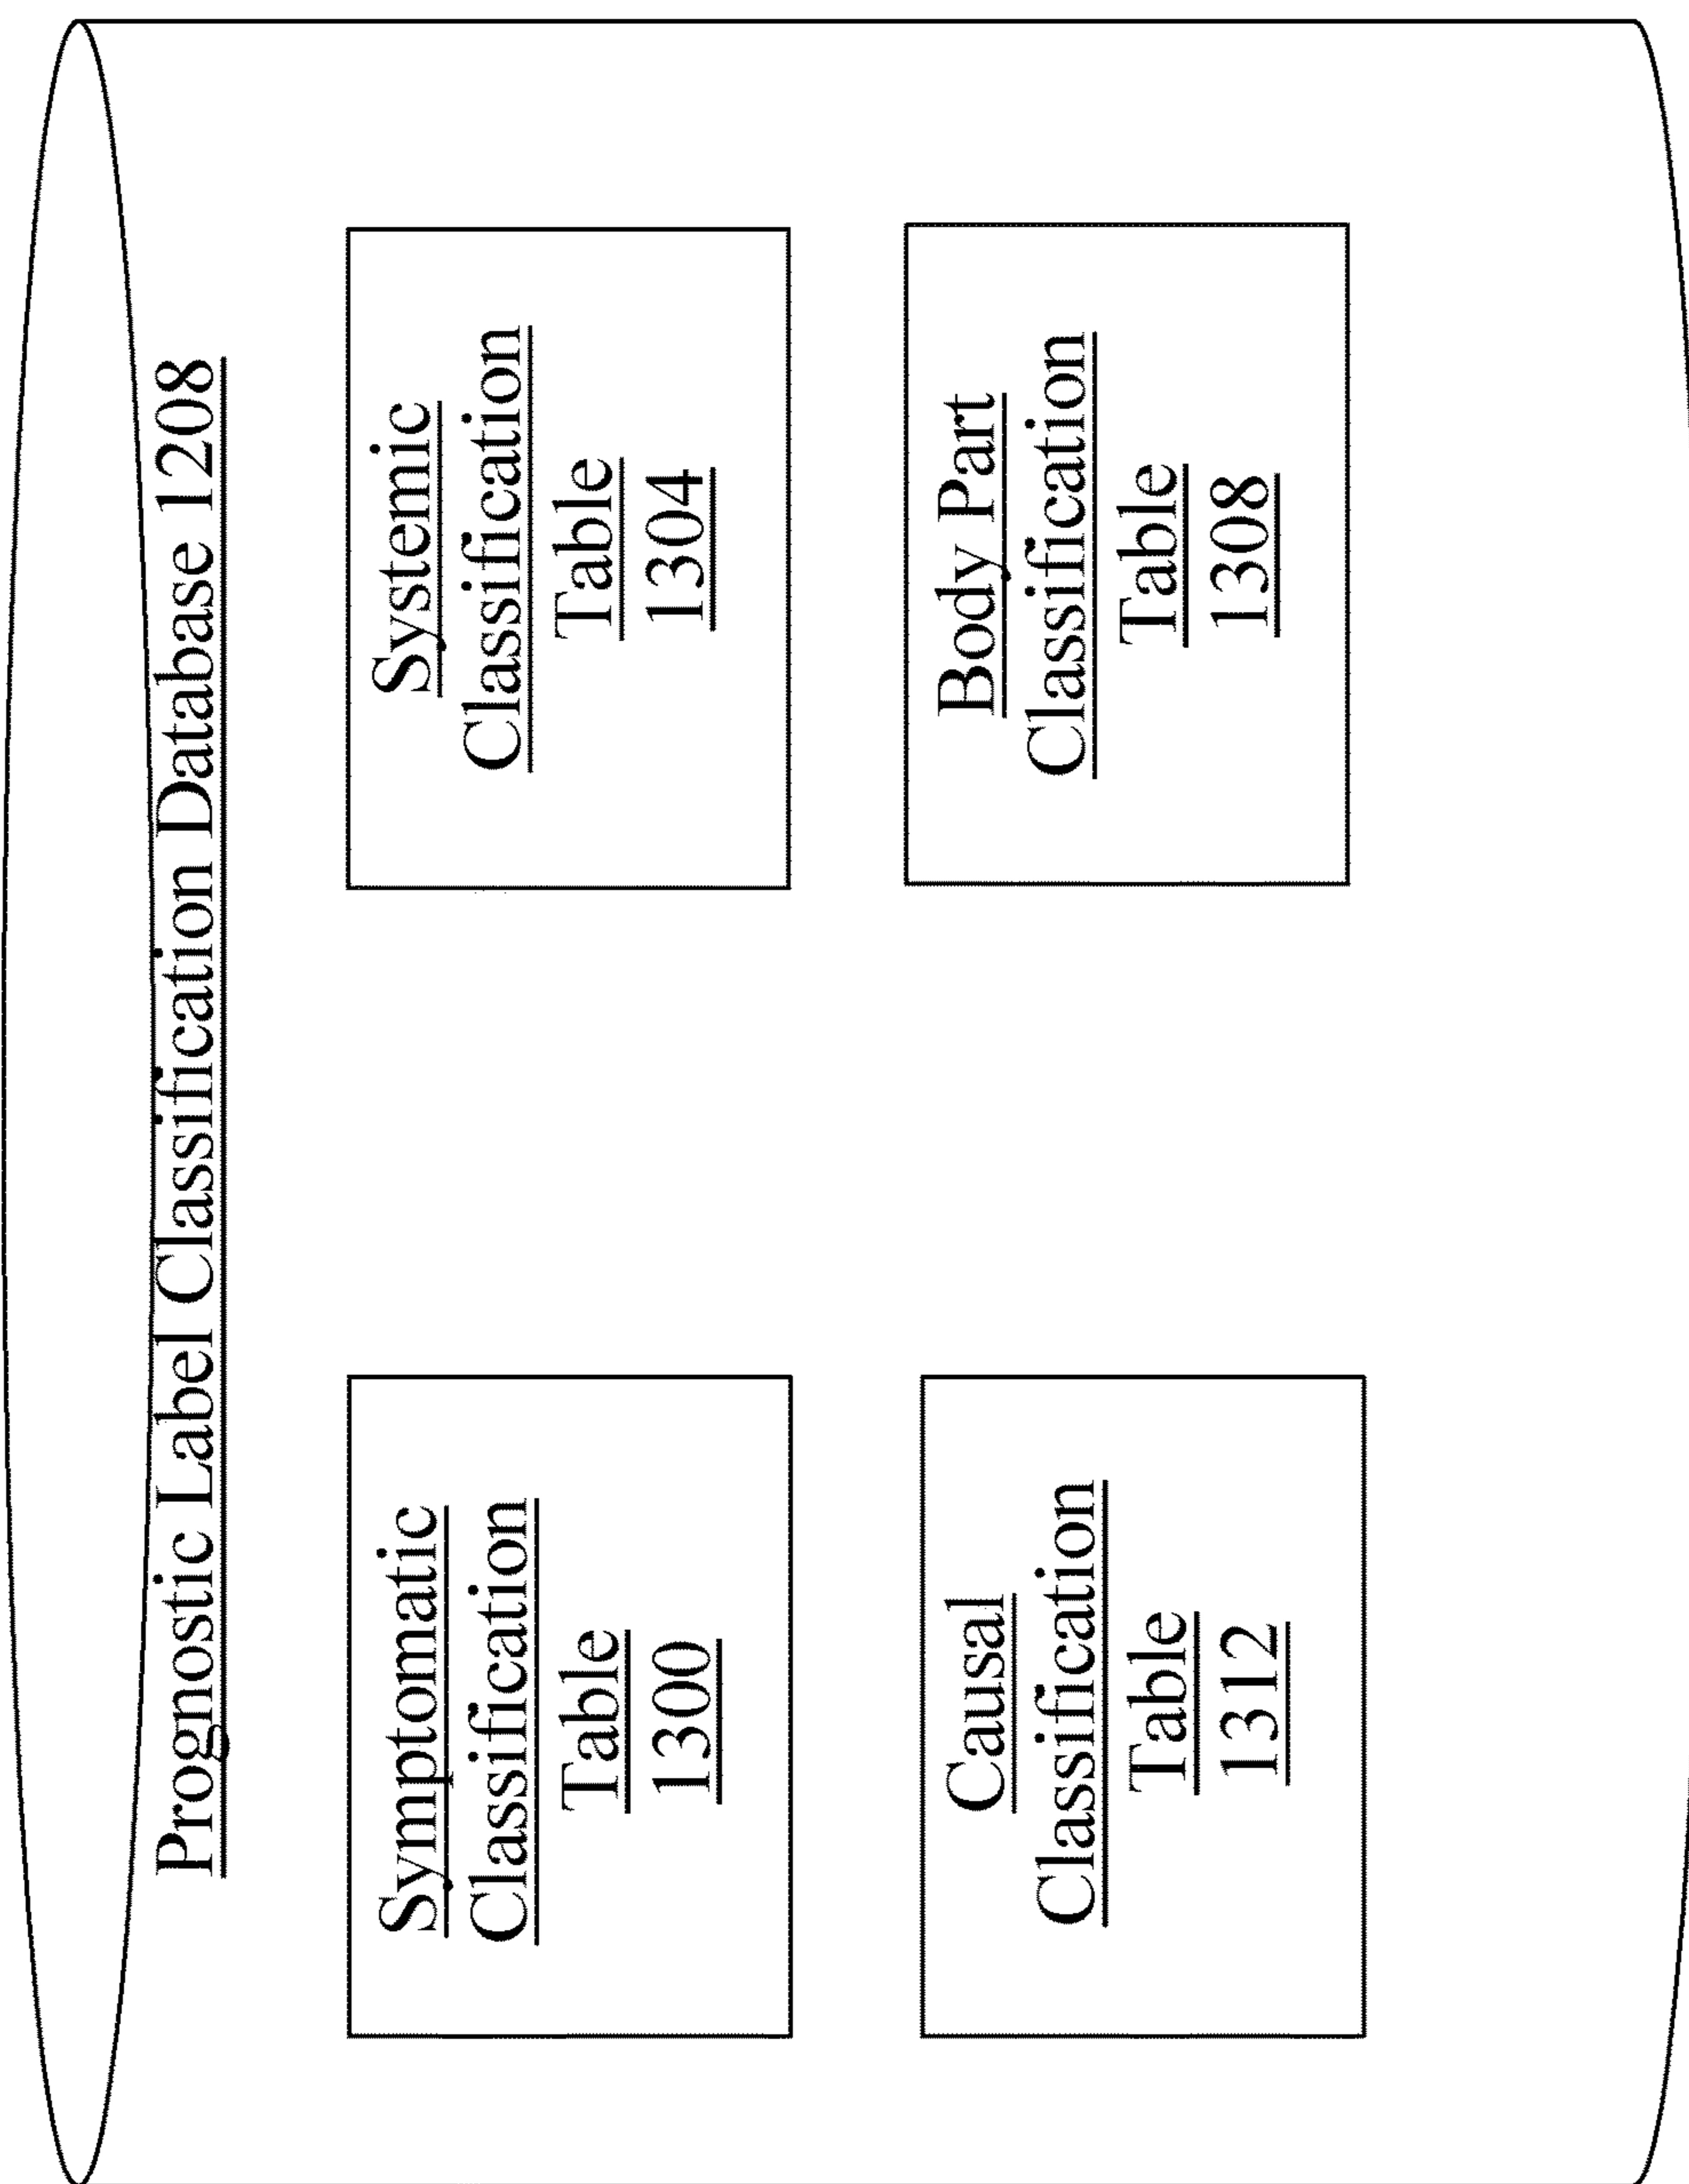 Prognostic Label Classification Database 1208
Symptomatic
Classification
Table
1300
Systemic
Classification
Table
1304
Causal
Classification
Table
1312
Body Part
Classification
Table
1308